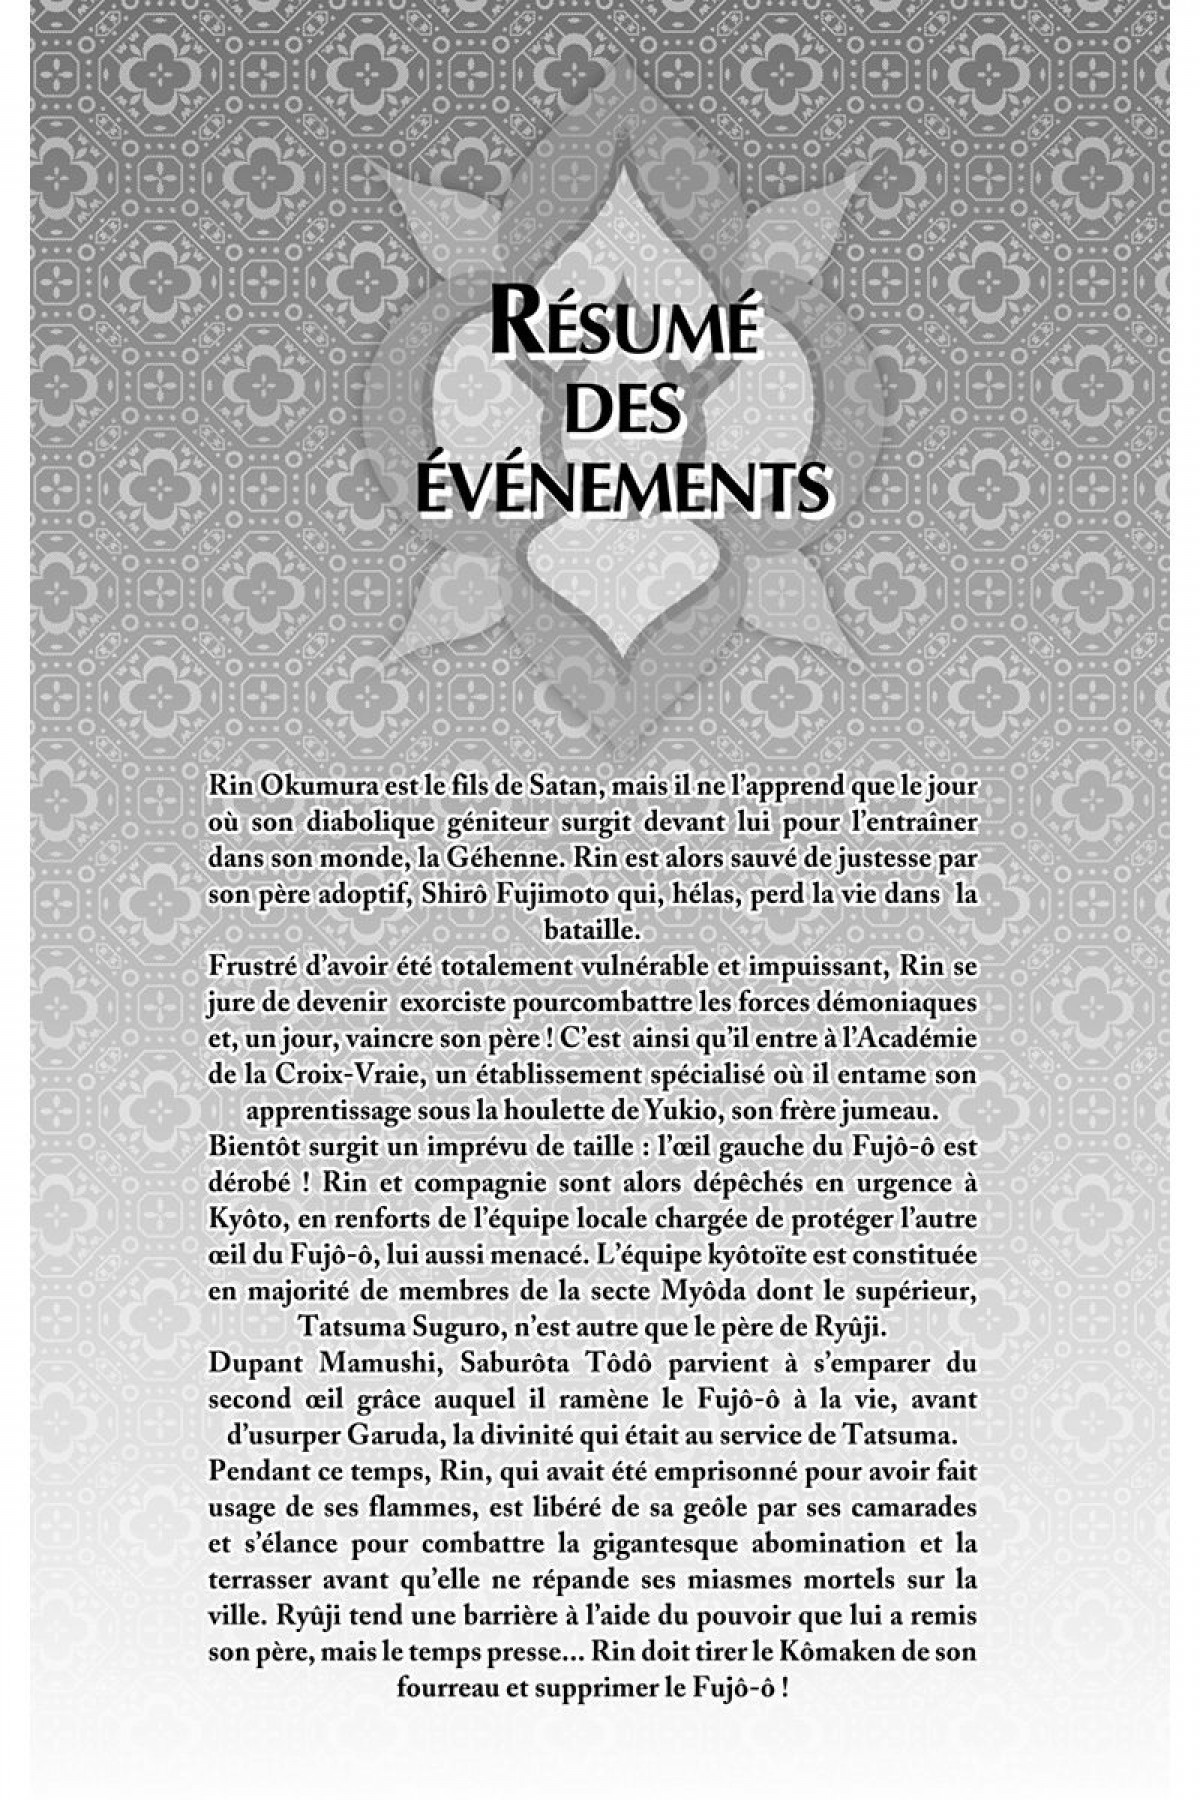 RÉSUMÉ
DES
ÉVÉNEMENTS
Rin Okumura est le fils de Satan, mais il ne l’apprend que le jour
où son diabolique géniteur surgit devant lui pour l’entraîner
dans son monde, la Géhenne. Rin est alors sauvé de justesse par
son père adoptif, Shirô Fujimoto qui, hélas, perd la vie dans la
bataille.
Frustré d’avoir été totalement vulnérable et impuissant, Rin se
jure de devenir exorciste pourcombattre les forces démoniaques
et, un jour, vaincre son père ! C’est ainsi qu’il entre à l’Académie
de la Croix-Vraie, un établissement spécialisé où il entame son
apprentissage sous la houlette de Yukio, son frère jumeau.
Bientôt surgit un imprévu de taille : l’œil gauche du Fujô-ô est
dérobé ! Rin et compagnie sont alors dépêchés en urgence à
Kyôto, en renforts de l’équipe locale chargée de protéger l’autre
œil du Fujô-ô, lui aussi menacé. L’équipe kyôtoïte est constituée
en majorité de membres de la secte Myôda dont le supérieur,
Tatsuma Suguro, n’est autre que le père de Ryûji.
Dupant Mamushi, Saburôta Tôdô parvient à s’emparer du
second œil grâce auquel il ramène le Fujô-ô à la vie, avant
d’usurper Garuda, la divinité qui était au service de Tatsuma.
Pendant ce temps, Rin, qui avait été emprisonné pour avoir fait
usage de ses flammes, est libéré de sa geôle par ses camarades
et s’élance pour combattre la gigantesque abomination et la
terrasser avant qu’elle ne répande ses miasmes mortels sur la
ville. Ryûji tend une barrière à l’aide du pouvoir que lui a remis
son père, mais le temps presse... Rin doit tirer le Kômaken de son
fourreau et supprimer le Fujô-ô !